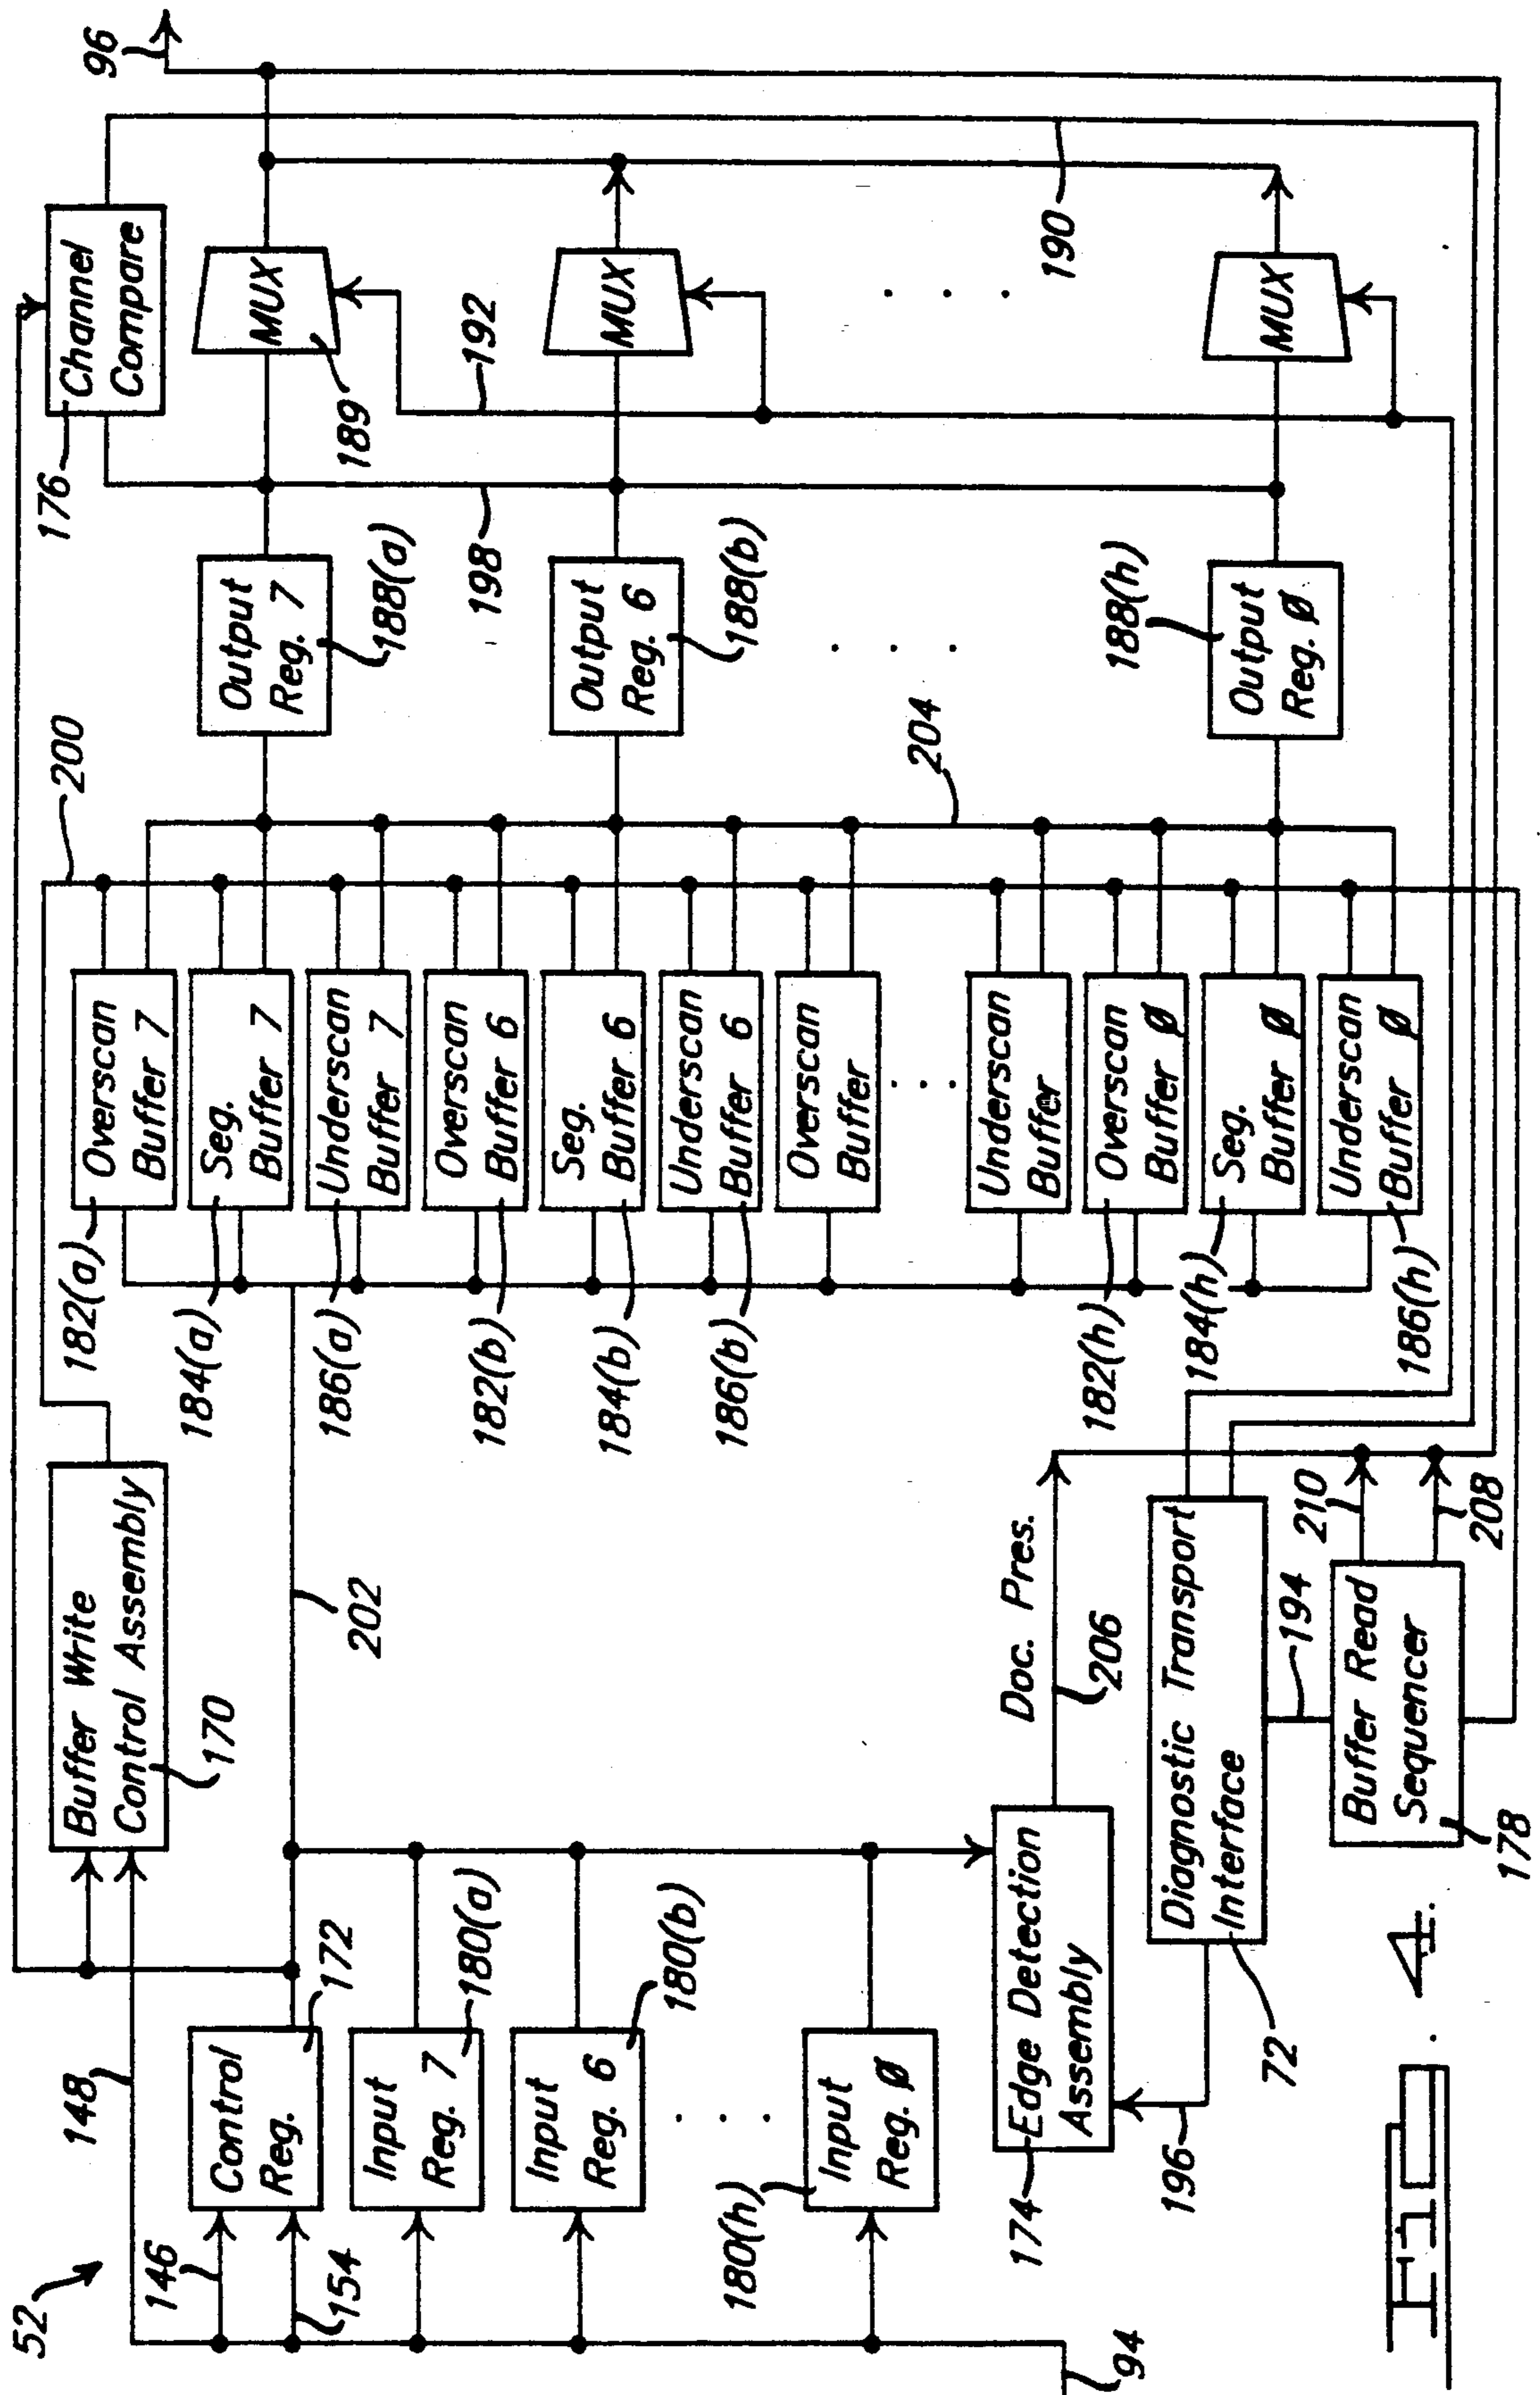 52
148
146
154
94
Control
Reg.
172
Input
Reg. 7
180(a)
Input
Reg. 6
180(b)
. . .
Input
Reg. Ø
180(h)
Buffer Write
Control Assembly
170
202
Edge Detection
Assembly
174
196
Doc. Pres.
206
Diagnostic Transport
Interface
72
194
Buffer Read
Sequencer
178
210
208
182(a)
Overscan
Buffer 7
184(a)
Seg.
Buffer 7
186(a)
Underscan
Buffer 7
182(b)
Overscan
Buffer 6
184(b)
Seg.
Buffer 6
186(b)
Underscan
Buffer 6
Overscan
Buffer
. . .
Underscan
Buffer
182(h)
Overscan
Buffer Ø
184(h)
Seg.
Buffer Ø
186(h)
Underscan
Buffer Ø
200
204
Output
Reg. 7
188(a)
Output
Reg. 6
188(b)
. . .
Output
Reg. Ø
188(h)
176
Channel
Compare
198
MUX
189
192
MUX
. . .
MUX
190
96
Fig. 4